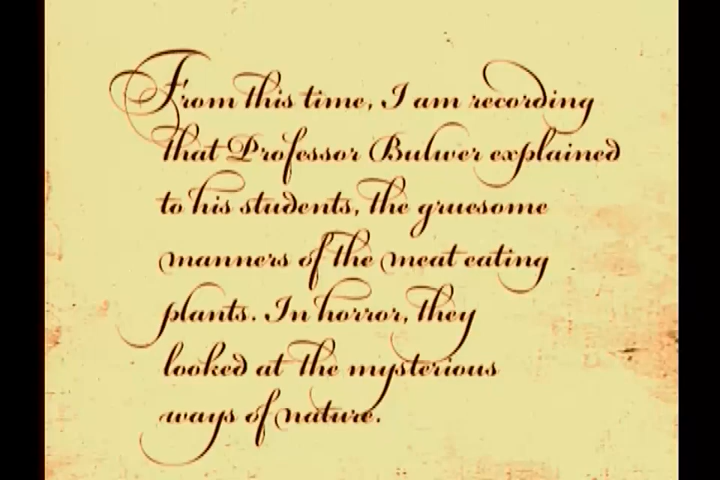 From this time, I am recording
that Professor Bulwer explained
to his students, the gruesome
manners of the meat eating
plants. In horror, they
looked at the mysterious
ways of nature.